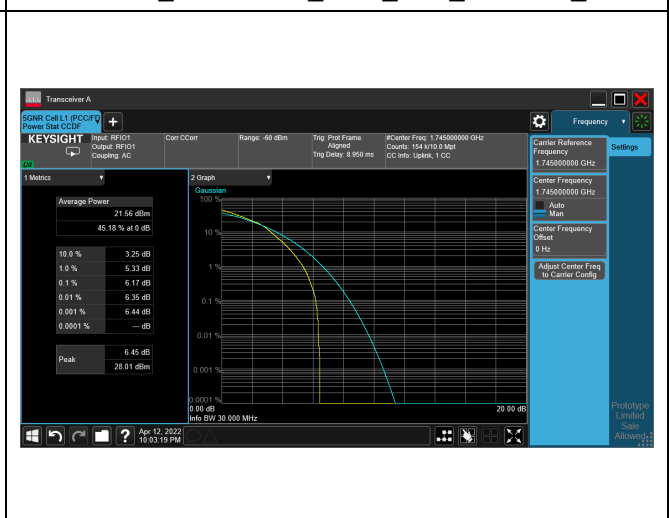 Transceiver A
5GNR Cell L1 (PCC/FD
Power Stat CCDF
Frequency
KEYSIGHT
Input: RFIO1
Output: RFIO1
Coupling: AC
Corr CCorr
Range: -60 dBm
Trig: Prot Frame
Aligned
Trig Delay: 8.950 ms
#Center Freq: 1.745000000 GHz
Counts: 154 k/10.0 Mpt
CC Info: Uplink, 1 CC
LW
1 Metrics
Average Power
21.56 dBm
45.18 % at 0 dB
10.0 % 3.25 dB
1.0 % 5.33 dB
0.1 % 6.17 dB
0.01 % 6.35 dB
0.001 % 6.44 dB
0.0001 % --- dB
Peak
6.45 dB
28.01 dBm
2 Graph
Gaussian
100 %
10 %
1 %
0.1 %
0.01 %
0.001 %
0.0001 %
0.00 dB 20.00 dB
Info BW 30.000 MHz
Carrier Reference
Frequency
1.745000000 GHz
Settings
Center Frequency
1.745000000 GHz
Auto
Man
Center Frequency
Offset
0 Hz
Adjust Center Freq
to Carrier Config
Prototype
Limited
Sale
Allowed
?
Apr 12, 2022
10:03:19 PM